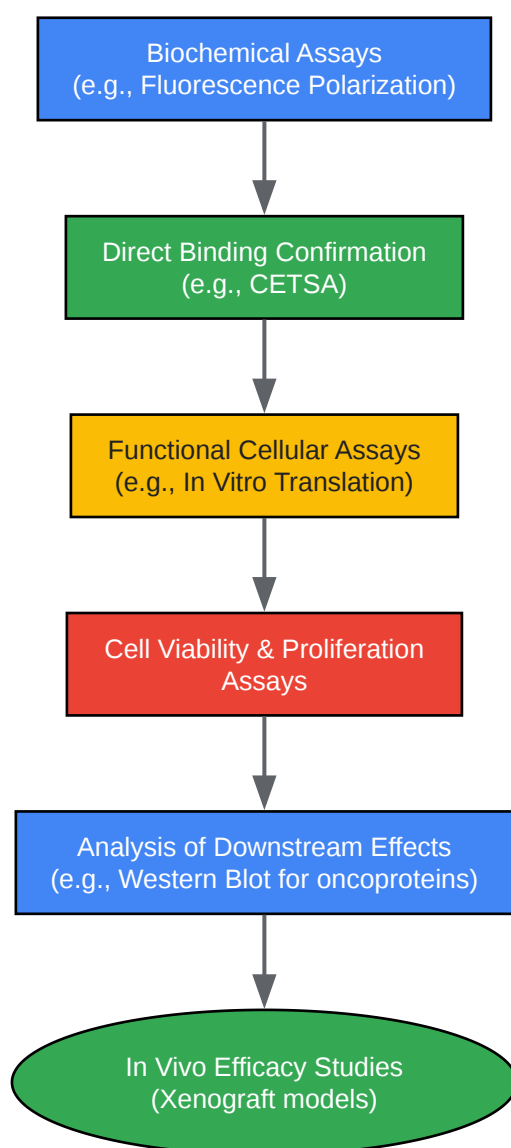 Biochemical Assays
(e.g., Fluorescence Polarization)
Direct Binding Confirmation
(e.g., CETSA)
Functional Cellular Assays
(e.g., In Vitro Translation)
Cell Viability & Proliferation
Assays
Analysis of Downstream Effects
(e.g., Western Blot for oncoproteins)
In Vivo Efficacy Studies
(Xenograft models)